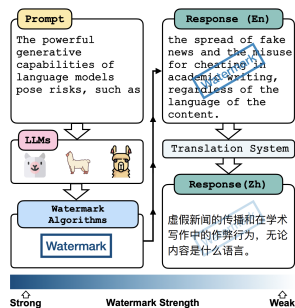 Prompt
The powerful
generative
capabilities of
language models
pose risks, such as
LLMs
Watermark
Algorithms
Watermark
Response (En)
the spread of fake
news and the misuse
for cheating in
academic writing,
regardless of the
language of the
content.
Watermark
Translation System
Response(Zh)
虚假新闻的传播和在学术
写作中的作弊行为，无论
内容是什么语言。
Watermark
Strong
Watermark Strength
Weak